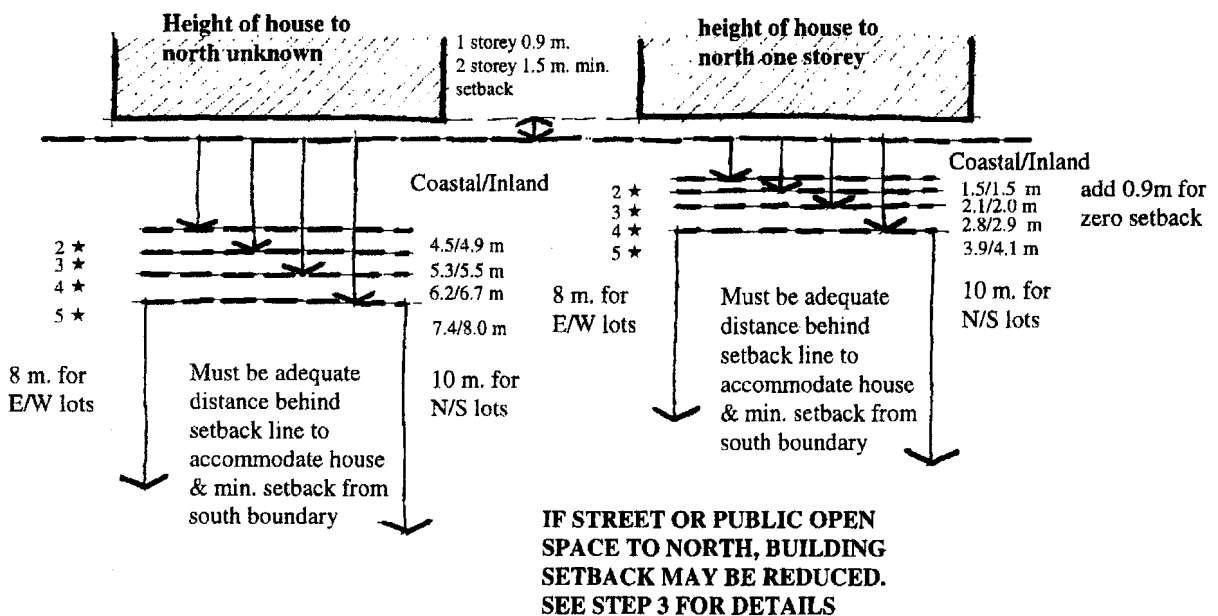 Height of house to
north unknown
1 storey 0.9 m.
2 storey 1.5 m. min.
setback
height of house to
north one storey
Coastal/Inland
2 ★
3 ★
4 ★
5 ★
4.5/4.9 m
5.3/5.5 m
6.2/6.7 m
7.4/8.0 m
8 m. for
E/W lots
Must be adequate
distance behind
setback line to
accommodate house
& min. setback from
south boundary
10 m. for
N/S lots
Coastal/Inland
2 ★
3 ★
4 ★
5 ★
1.5/1.5 m
2.1/2.0 m
2.8/2.9 m
3.9/4.1 m
add 0.9m for
zero setback
8 m. for
E/W lots
Must be adequate
distance behind
setback line to
accommodate house
& min. setback from
south boundary
10 m. for
N/S lots
IF STREET OR PUBLIC OPEN
SPACE TO NORTH, BUILDING
SETBACK MAY BE REDUCED.
SEE STEP 3 FOR DETAILS